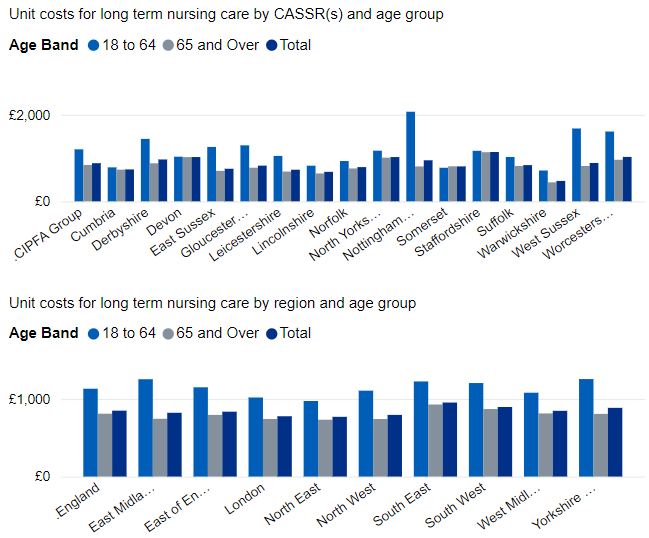 Unit costs for long term nursing care by CASSR(s) and age group
Age Band 18 to 64 65 and Over Total
£2,000
£0
.CIPFA Group
Cumbria
Derbyshire
Devon
East Sussex
Gloucester...
Leicestershire
Lincolnshire
Norfolk
North Yorks...
Nottingham...
Somerset
Staffordshire
Suffolk
Warwickshire
West Sussex
Worcesters...
Unit costs for long term nursing care by region and age group
Age Band 18 to 64 65 and Over Total
£1,000
£0
.England
East Midla...
East of En...
London
North East
North West
South East
South West
West Midl...
Yorkshire ...